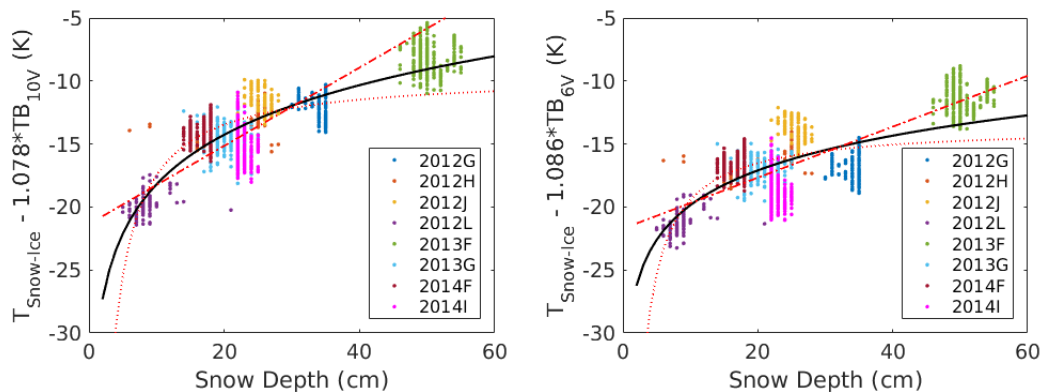 T_Snow-Ice - 1.078*TB_10V (K)
-5
-10
-15
-20
-25
-30
0
20
40
60
Snow Depth (cm)
2012G
2012H
2012J
2012L
2013F
2013G
2014F
2014I
T_Snow-Ice - 1.086*TB_6V (K)
-5
-10
-15
-20
-25
-30
0
20
40
60
Snow Depth (cm)
2012G
2012H
2012J
2012L
2013F
2013G
2014F
2014I